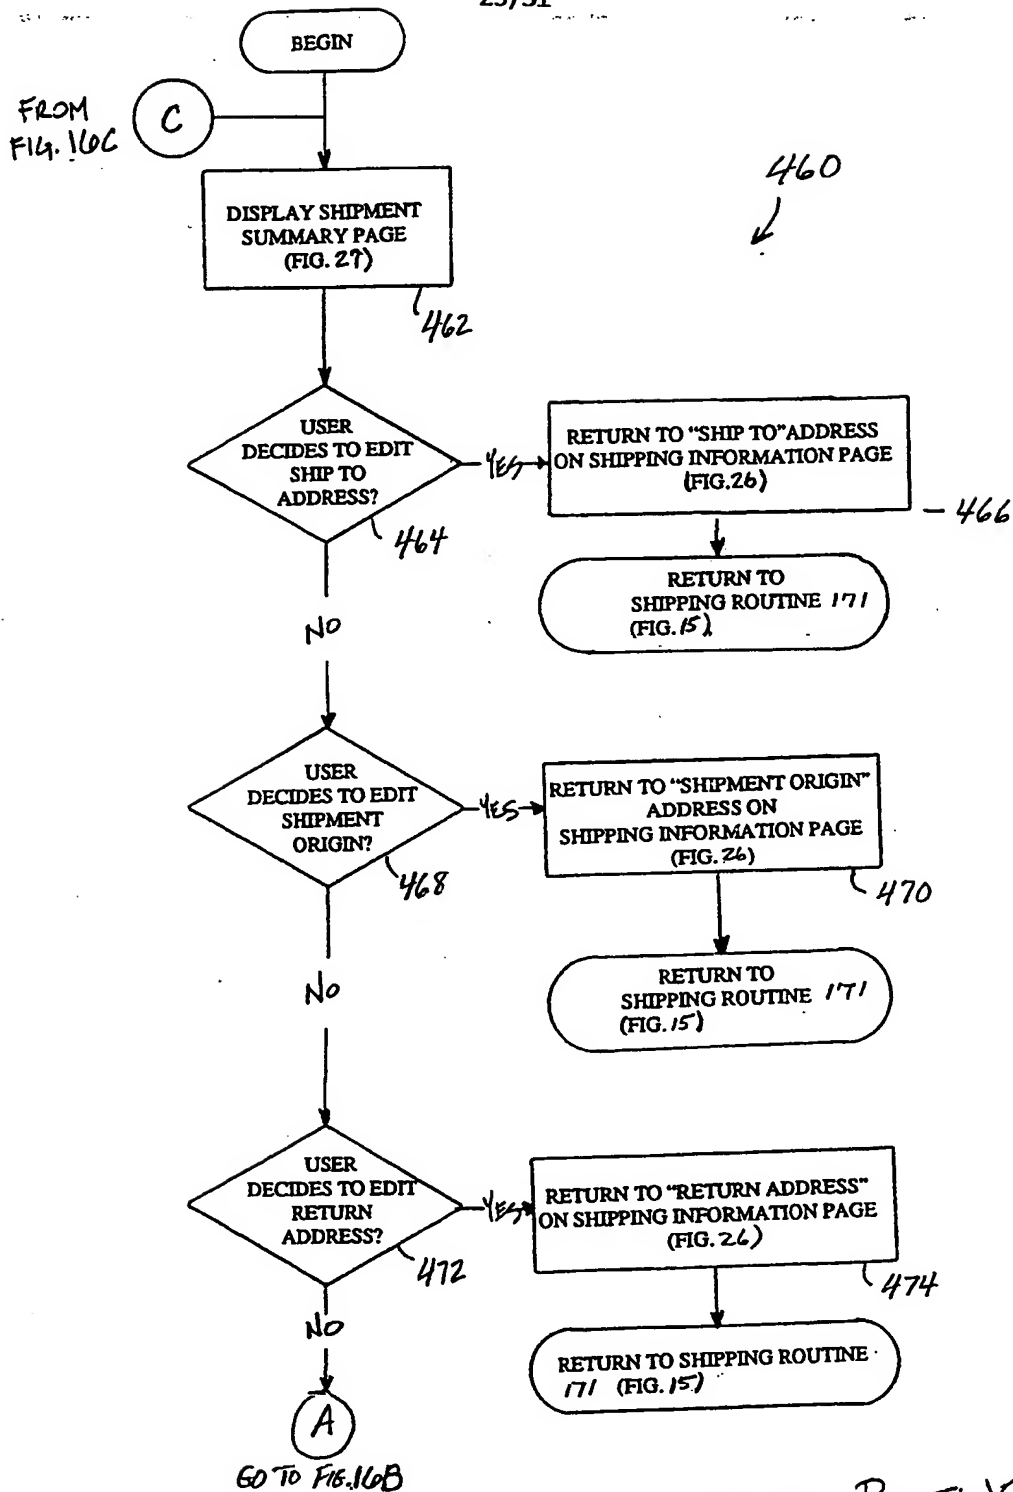 BEGIN
FROM
FIG. 16C
C
460
DISPLAY SHIPMENT
SUMMARY PAGE
(FIG. 27)
462
USER
DECIDES TO EDIT
SHIP TO
ADDRESS?
YES
464
RETURN TO "SHIP TO" ADDRESS
ON SHIPPING INFORMATION PAGE
(FIG. 26)
466
RETURN TO
SHIPPING ROUTINE 171
(FIG. 15)
NO
USER
DECIDES TO EDIT
SHIPMENT
ORIGIN?
YES
468
RETURN TO "SHIPMENT ORIGIN"
ADDRESS ON
SHIPPING INFORMATION PAGE
(FIG. 26)
470
RETURN TO
SHIPPING ROUTINE 171
(FIG. 15)
NO
USER
DECIDES TO EDIT
RETURN
ADDRESS?
YES
472
RETURN TO "RETURN ADDRESS"
ON SHIPPING INFORMATION PAGE
(FIG. 26)
474
RETURN TO SHIPPING ROUTINE
171 (FIG. 15)
NO
A
GO TO FIG. 16B